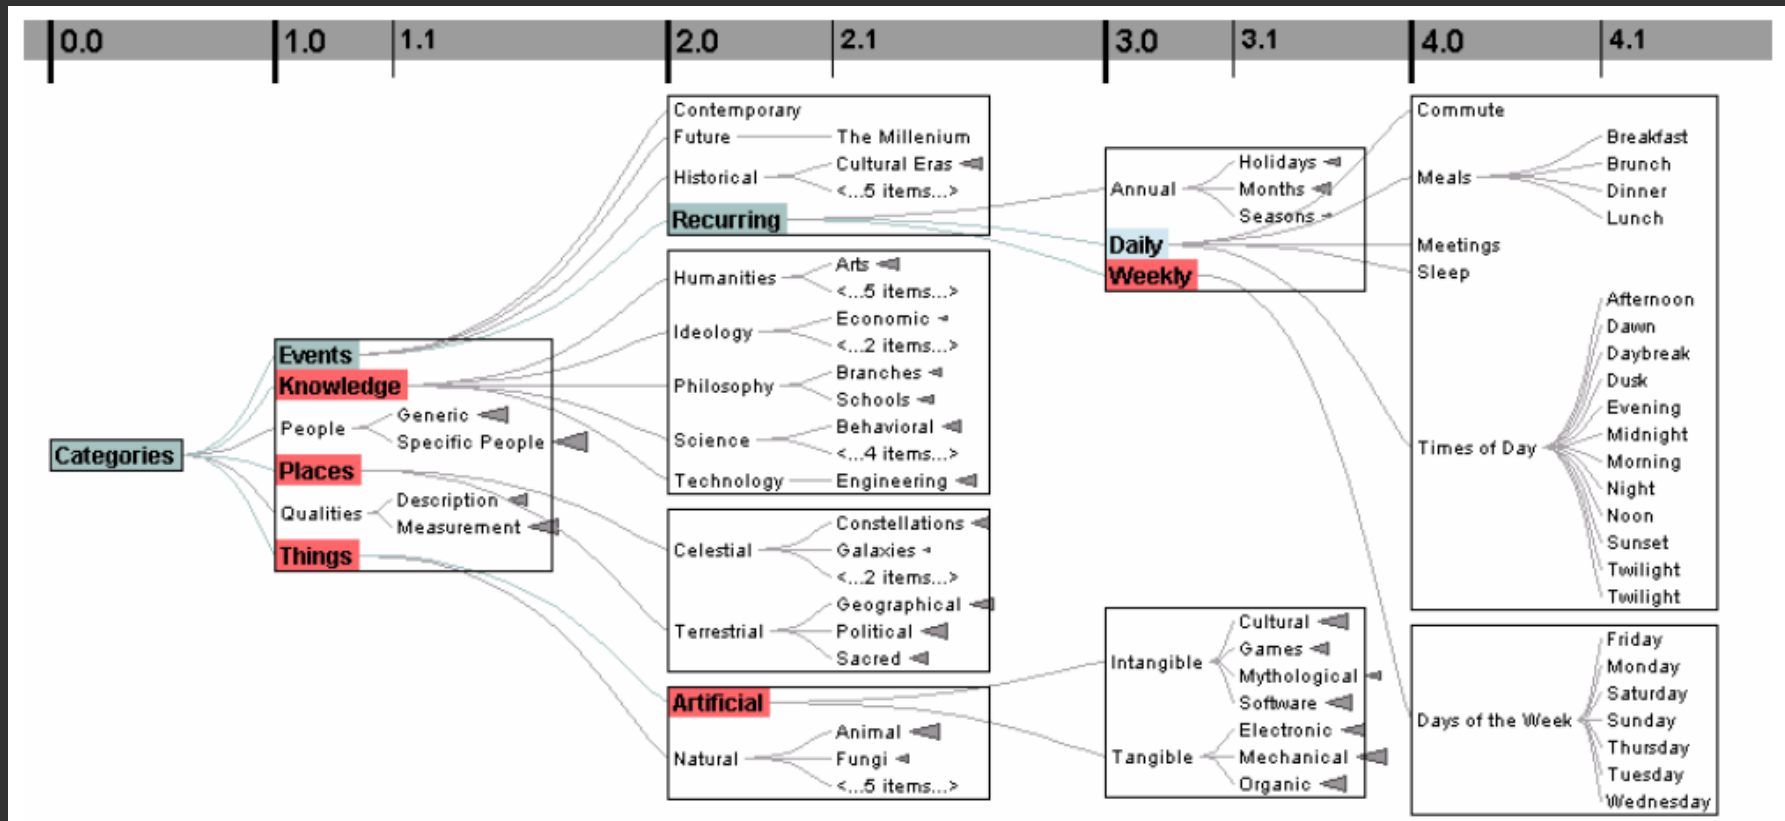 0.0
1.0
1.1
2.0
2.1
3.0
3.1
4.0
4.1
Categories
Events
Knowledge
People
Generic
Specific People
Places
Qualities
Description
Measurement
Things
Contemporary
Future
The Millenium
Historical
Cultural Eras
<...5 items...>
Recurring
Humanities
Arts
<...5 items...>
Ideology
Economic
<...2 items...>
Philosophy
Branches
Schools
Science
Behavioral
<...4 items...>
Technology
Engineering
Celestial
Constellations
Galaxies
<...2 items...>
Terrestrial
Geographical
Political
Sacred
Artificial
Natural
Animal
Fungi
<...5 items...>
Annual
Holidays
Months
Seasons
Daily
Weekly
Intangible
Cultural
Games
Mythological
Software
Tangible
Electronic
Mechanical
Organic
Commute
Meals
Breakfast
Brunch
Dinner
Lunch
Meetings
Sleep
Times of Day
Afternoon
Dawn
Daybreak
Dusk
Evening
Midnight
Morning
Night
Noon
Sunset
Twilight
Twilight
Days of the Week
Friday
Monday
Saturday
Sunday
Thursday
Tuesday
Wednesday